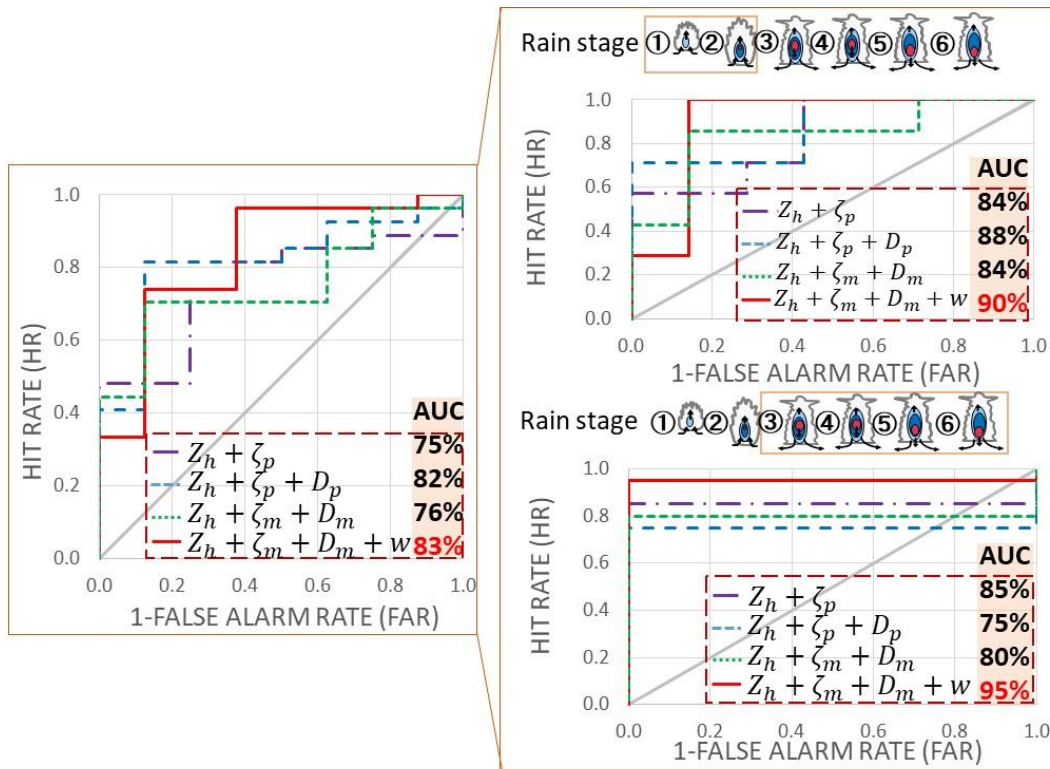 HIT RATE (HR)
1.0
0.8
0.6
0.4
0.2
0.0
0.0 0.2 0.4 0.6 0.8 1.0
1-FALSE ALARM RATE (FAR)
AUC
Z_h + ζ_p 75%
Z_h + ζ_p + D_p 82%
Z_h + ζ_m + D_m 76%
Z_h + ζ_m + D_m + w 83%
Rain stage ① ② ③ ④ ⑤ ⑥
HIT RATE (HR)
1.0
0.8
0.6
0.4
0.2
0.0
0.0 0.2 0.4 0.6 0.8 1.0
1-FALSE ALARM RATE (FAR)
AUC
Z_h + ζ_p 84%
Z_h + ζ_p + D_p 88%
Z_h + ζ_m + D_m 84%
Z_h + ζ_m + D_m + w 90%
Rain stage ① ② ③ ④ ⑤ ⑥
HIT RATE (HR)
1.0
0.8
0.6
0.4
0.2
0.0
0.0 0.2 0.4 0.6 0.8 1.0
1-FALSE ALARM RATE (FAR)
AUC
Z_h + ζ_p 85%
Z_h + ζ_p + D_p 75%
Z_h + ζ_m + D_m 80%
Z_h + ζ_m + D_m + w 95%